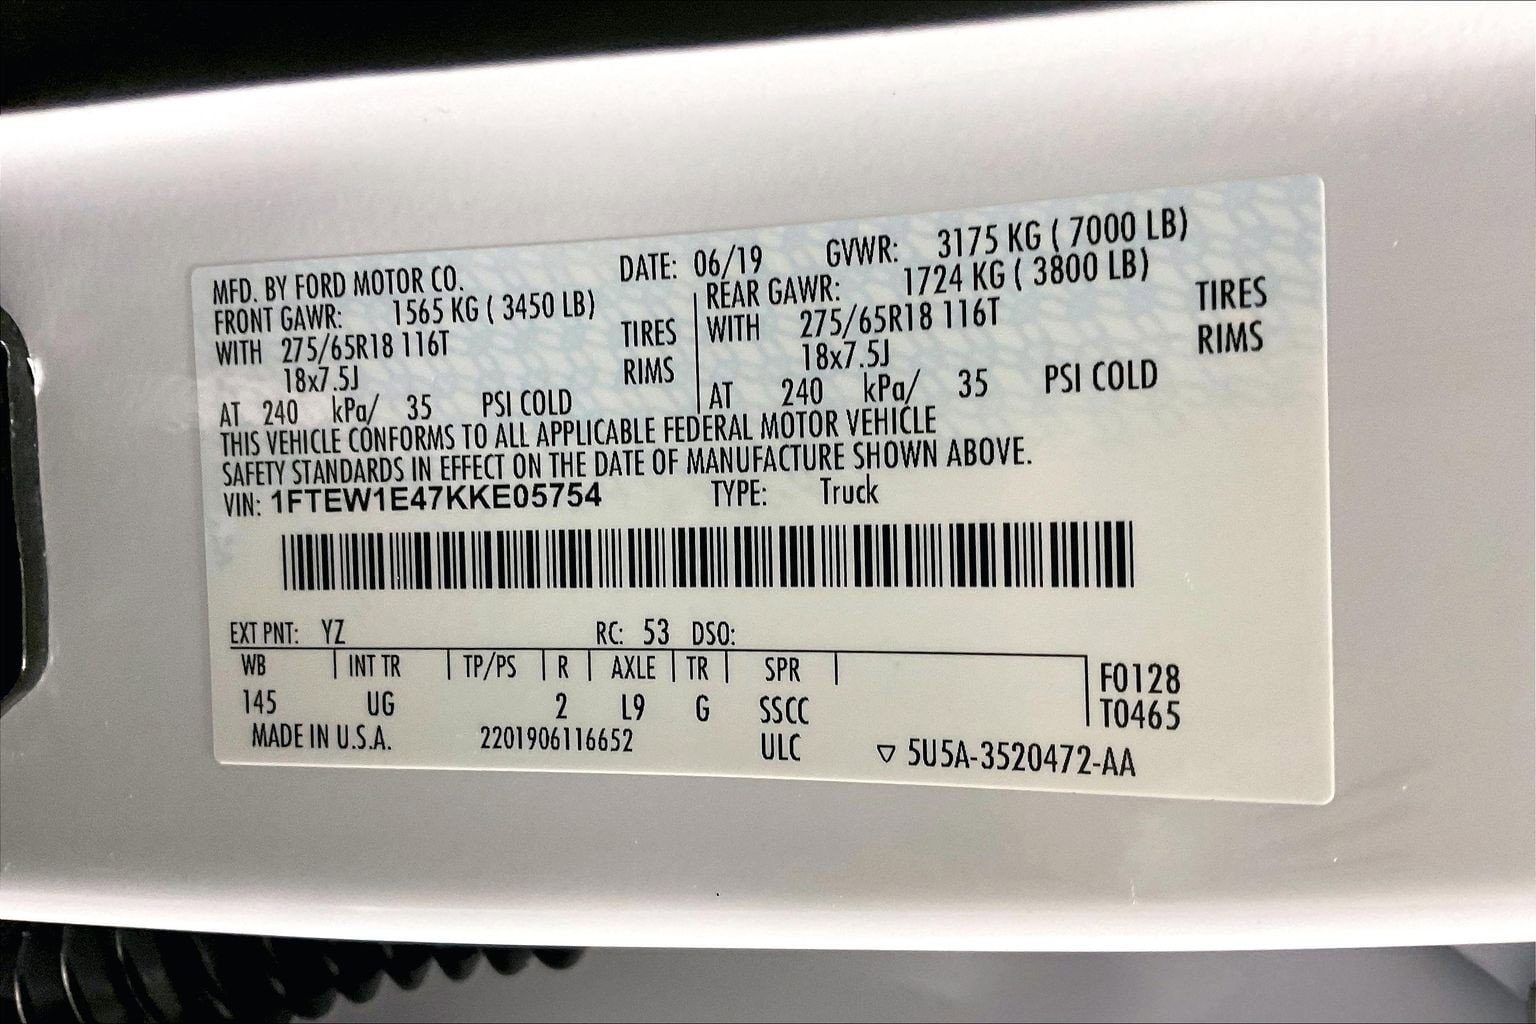 MFD. BY FORD MOTOR CO. DATE: 06/19 GVWR: 3175 KG ( 7000 LB)
FRONT GAWR: 1565 KG ( 3450 LB) REAR GAWR: 1724 KG ( 3800 LB)
WITH 275/65R18 116T TIRES WITH 275/65R18 116T TIRES
18x7.5J RIMS 18x7.5J RIMS
AT 240 kPa/ 35 PSI COLD AT 240 kPa/ 35 PSI COLD
THIS VEHICLE CONFORMS TO ALL APPLICABLE FEDERAL MOTOR VEHICLE
SAFETY STANDARDS IN EFFECT ON THE DATE OF MANUFACTURE SHOWN ABOVE.
VIN: 1FTEW1E47KKE05754 TYPE: Truck
EXT PNT: YZ RC: 53 DSO:
WB INT TR TP/PS R AXLE TR SPR F0128
145 UG 2 L9 G SSCC T0465
MADE IN U.S.A. 2201906116652 ULC ▽ 5U5A-3520472-AA